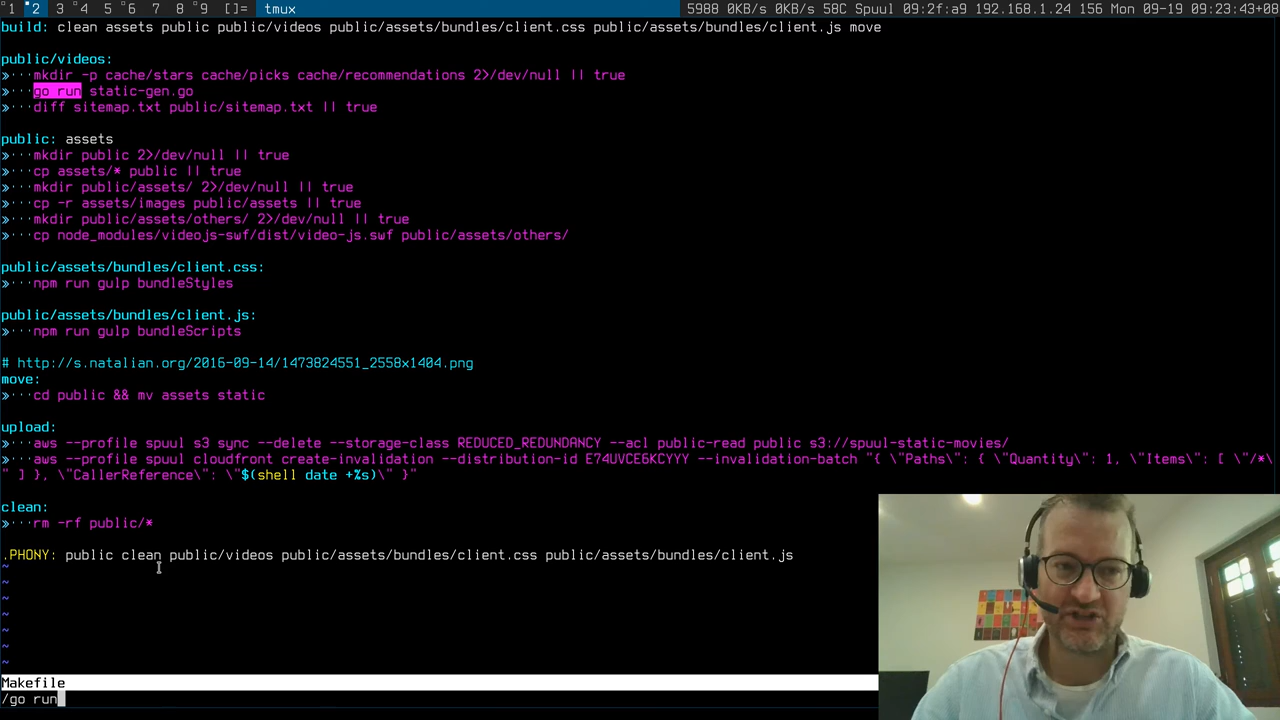 1 2 3 4 5 6 7 8 9 []= tmux 5988 0KB/s 0KB/s 58C Spuul 09:2f:a9 192.168.1.24 156 Mon 09-19 09:23:43+08
build: clean assets public public/videos public/assets/bundles/client.css public/assets/bundles/client.js move
public/videos:
»···mkdir -p cache/stars cache/picks cache/recommendations 2>/dev/null || true
»···go run static-gen.go
»···diff sitemap.txt public/sitemap.txt || true
public: assets
»···mkdir public 2>/dev/null || true
»···cp assets/* public || true
»···mkdir public/assets/ 2>/dev/null || true
»···cp -r assets/images public/assets || true
»···mkdir public/assets/others/ 2>/dev/null || true
»···cp node_modules/videojs-swf/dist/video-js.swf public/assets/others/
public/assets/bundles/client.css:
»···npm run gulp bundleStyles
public/assets/bundles/client.js:
»···npm run gulp bundleScripts
# http://s.natalian.org/2016-09-14/1473824551_2558x1404.png
move:
»···cd public && mv assets static
upload:
»···aws --profile spuul s3 sync --delete --storage-class REDUCED_REDUNDANCY --acl public-read public s3://spuul-static-movies/
»···aws --profile spuul cloudfront create-invalidation --distribution-id E74UVCE6KCYYY --invalidation-batch "{ \"Paths\": { \"Quantity\": 1, \"Items\": [ \"/*\
" ] }, \"CallerReference\": \"$(shell date +%s)\" }"
clean:
»···rm -rf public/*
.PHONY: public clean public/videos public/assets/bundles/client.css public/assets/bundles/client.js
~
~
~
~
~
~
~
Makefile
/go run